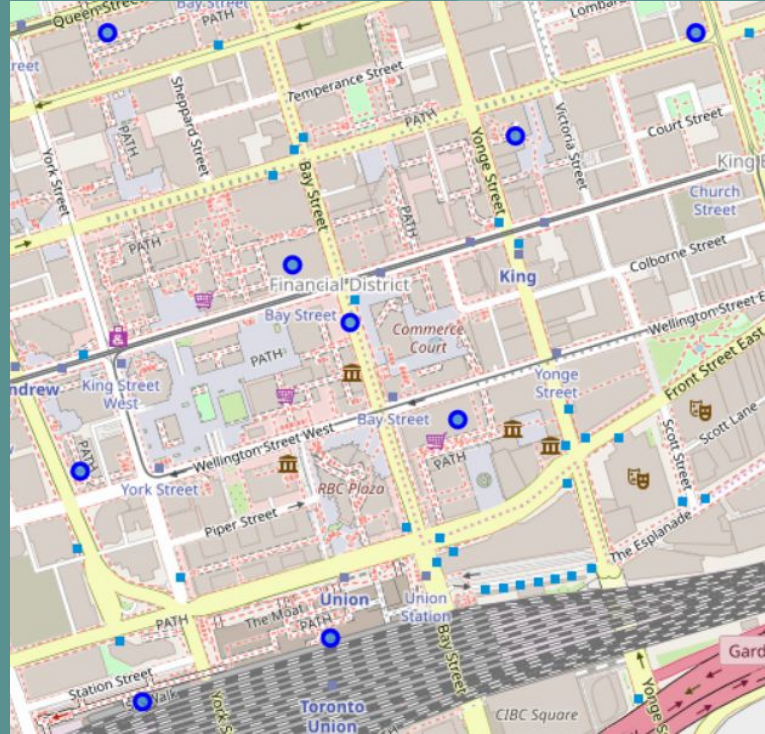 Queen Street
Bay Street
PATH
Lombard
Temperance Street
Sheppard Street
PATH
PATH
Yonge Street
Victoria Street
Court Street
York Street
Bay Street
King E
Church
Street
PATH
PATH
Colborne Street
King
Financial District
Bay Street
Commerce
Court
Wellington Street E
PATH
Yonge
Street
Front Street East
ndrew
King Street
West
Bay Street
PATH
Wellington Street West
PATH
Scott Street
Scott Lane
York Street
RBC Plaza
Piper Street
The Esplanade
Union
Union
Station
The Moat
PATH
PATH
Bay Street
Station Street
Walk
Gard
Toronto
Union
CIBC Square
York St
Yonge St